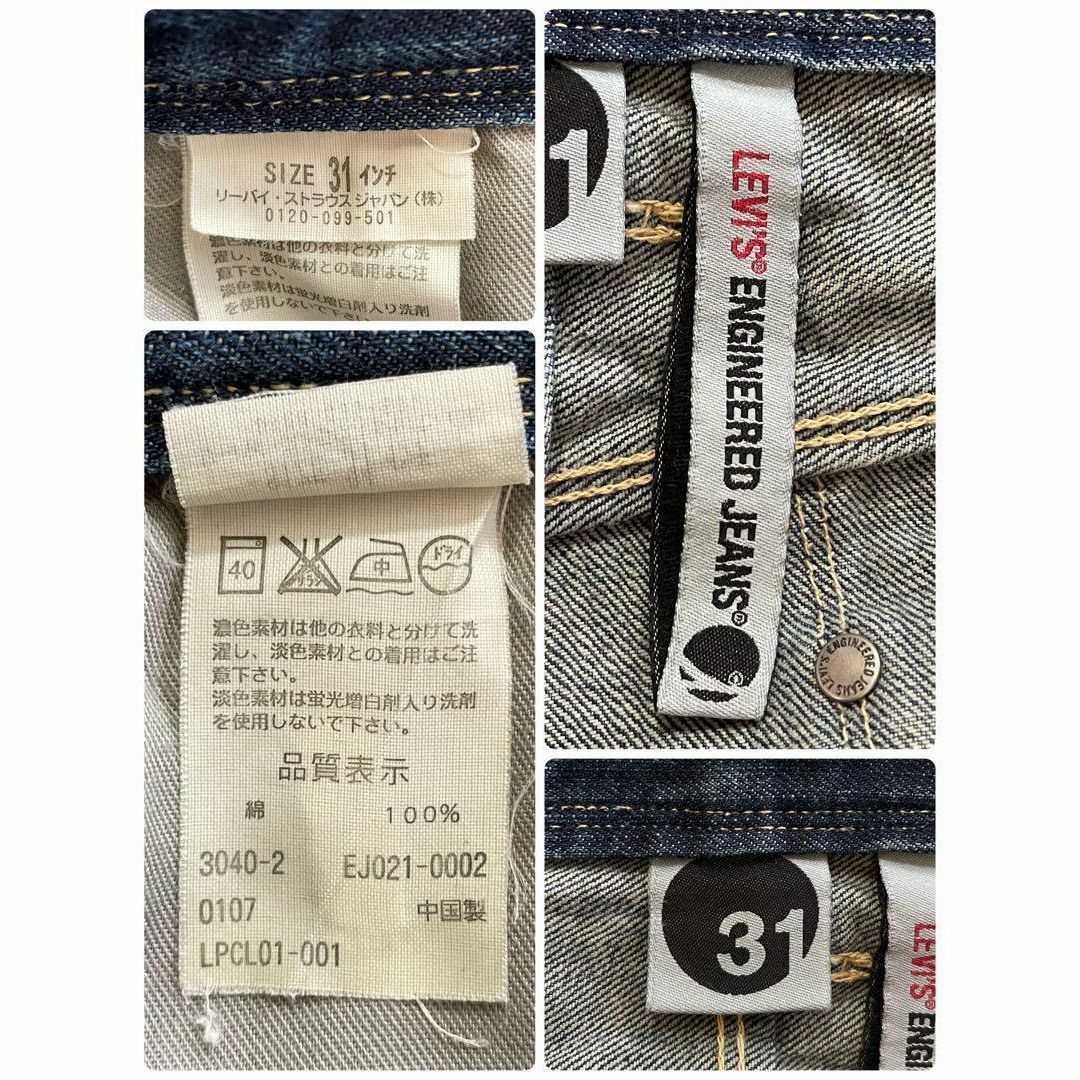 SIZE 31 インチ
リーバイ・ストラウス ジャパン(株)
0120-099-501
濃色素材は他の衣料と分けて洗
濯し、淡色素材との着用はご注
意下さい。
淡色素材は蛍光増白剤入り洗剤
を使用しないで下さい。
40 中 ドライ
濃色素材は他の衣料と分けて洗
濯し、淡色素材との着用はご注
意下さい。
淡色素材は蛍光増白剤入り洗剤
を使用しないで下さい。
品質表示
綿 100%
3040-2 EJ021-0002
0107 中国製
LPCL01-001
1
LEVI'S® ENGINEERED JEANS®
LEVI'S ENGINEERED JEANS
31
LEVI'S® ENGI